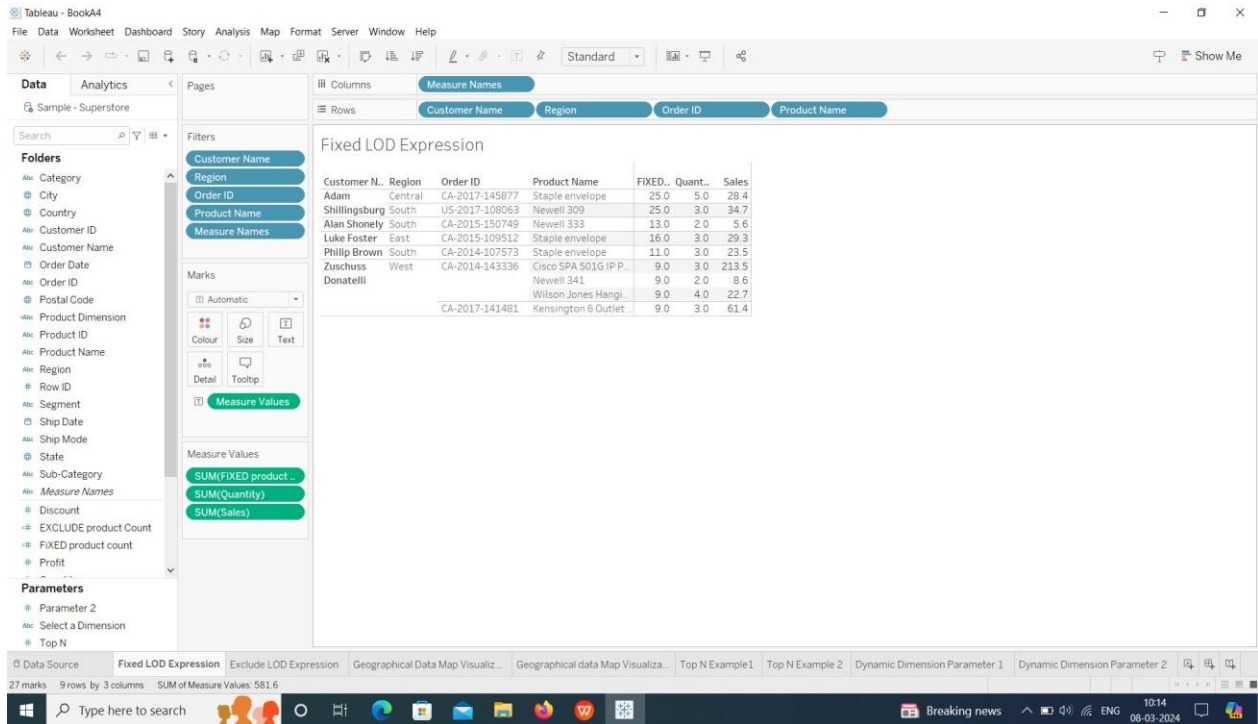 Tableau - BookA4
File Data Worksheet Dashboard Story Analysis Map Format Server Window Help
Standard Show Me
Data Analytics
Sample - Superstore
Search
Folders
Abc Category
City
Country
Abc Customer ID
Abc Customer Name
Order Date
Abc Order ID
Postal Code
Abc Product Dimension
Abc Product ID
Abc Product Name
Abc Region
# Row ID
Abc Segment
Ship Date
Abc Ship Mode
State
Abc Sub-Category
Abc Measure Names
# Discount
# EXCLUDE product Count
# FiXED product count
# Profit
Parameters
# Parameter 2
Abc Select a Dimension
# Top N
Pages
Filters
Customer Name
Region
Order ID
Product Name
Measure Names
Marks
T Automatic
Colour Size Text
Detail Tooltip
T Measure Values
Measure Values
SUM(FiXED product ..
SUM(Quantity)
SUM(Sales)
Columns Measure Names
Rows Customer Name Region Order ID Product Name
Fixed LOD Expression
Customer N.. Region Order ID Product Name FiXED.. Quant.. Sales
Adam Central CA-2017-145877 Staple envelope 25.0 5.0 28.4
Shillingsburg South US-2017-108063 Newell 309 25.0 3.0 34.7
Alan Shonely South CA-2015-150749 Newell 333 13.0 2.0 5.6
Luke Foster East CA-2015-109512 Staple envelope 16.0 3.0 29.3
Philip Brown South CA-2014-107573 Staple envelope 11.0 3.0 23.5
Zuschuss West CA-2014-143336 Cisco SPA 501G IP P.. 9.0 3.0 213.5
Donatelli Newell 341 9.0 2.0 8.6
Wilson Jones Hangi.. 9.0 4.0 22.7
CA-2017-141481 Kensington 6 Outlet .. 9.0 3.0 61.4
Data Source Fixed LOD Expression Exclude LOD Expression Geographical Data Map Visualiz... Geographical data Map Visualiza... Top N Example1 Top N Example 2 Dynamic Dimension Parameter 1 Dynamic Dimension Parameter 2
27 marks 9 rows by 3 columns SUM of Measure Values: 581.6
Type here to search Breaking news ENG 10:14
08-03-2024